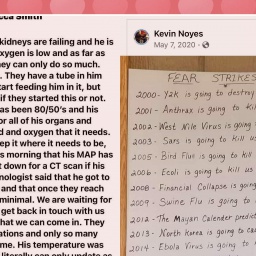 cca Smith
kidneys are failing and he is
xygen is low and as far as
ney can only do so much.
. They have a tube in him
tart feeding him in it, but
if they started this or not.
as been 80/50's and his
or all of his organs and
d and oxygen that it needs.
ep it where it needs to be,
s morning that his MAP has
t down for a CT scan if his
nologist said that he got to
and that once they reach
minimal. We are waiting for
get back in touch with us
hat we can come in. They
ations and only so many
me. His temperature was
Kevin Noyes
May 7, 2020
FEAR STRIKES
2000- Y2K is going to destroy
2001- Anthrax is going to kil
2002- West Nile Virus is going
2003- Sars is going to kill us
2005- Bird Flu is going to kill
2006- Ecoli is going to kill us
2008- Financial Collapse is going
2009- Swine Flu is going to
2012- The Mayan Calender predict
2013- North Korea is going to cau
2014- Ebola Virus is going to